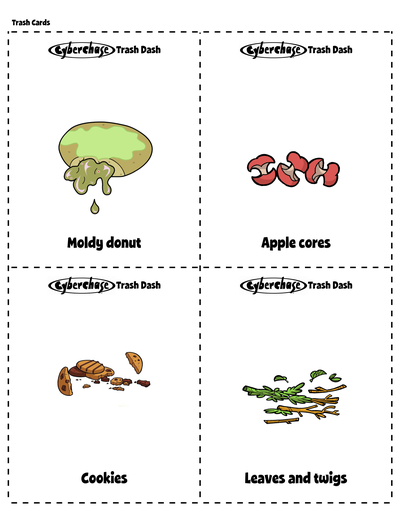 Trash Cards
Cyberchase Trash Dash
Cyberchase Trash Dash
Moldy donut
Apple cores
Cyberchase Trash Dash
Cyberchase Trash Dash
Cookies
Leaves and twigs